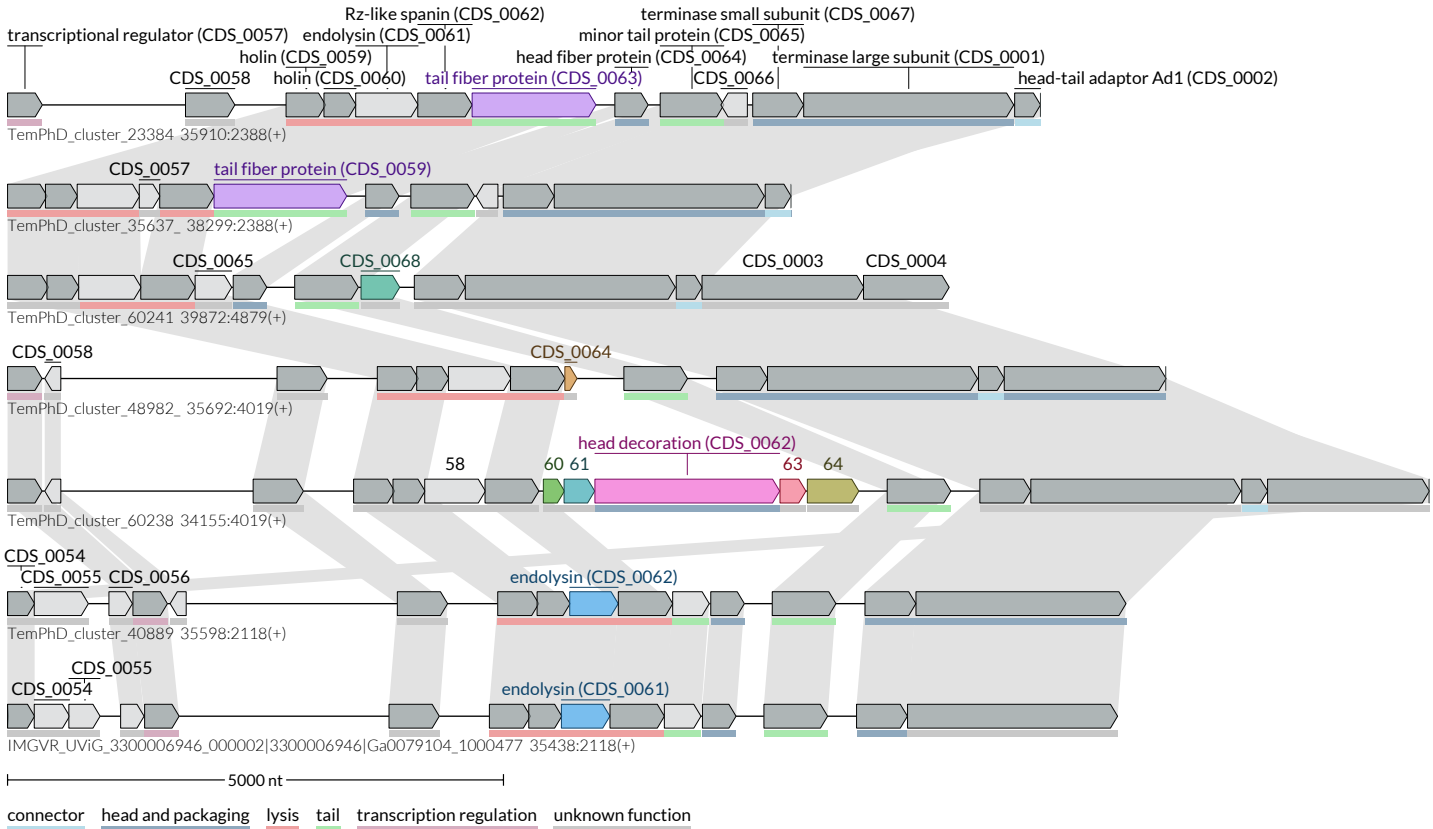 Rz-like spanin (CDS_0062) terminase small subunit (CDS_0067)
transcriptional regulator (CDS_0057) endolysin (CDS_0061) minor tail protein (CDS_0065)
holin (CDS_0059) head fiber protein (CDS_0064) terminase large subunit (CDS_0001)
CDS_0058 holin (CDS_0060) tail fiber protein (CDS_0063) CDS_0066 head-tail adaptor Ad1 (CDS_0002)
TemPhD_cluster_23384 35910:2388(+)
CDS_0057 tail fiber protein (CDS_0059)
TemPhD_cluster_35637_ 38299:2388(+)
CDS_0065 CDS_0068 CDS_0003 CDS_0004
TemPhD_cluster_60241 39872:4879(+)
CDS_0058 CDS_0064
TemPhD_cluster_48982_ 35692:4019(+)
head decoration (CDS_0062)
58 60 61 63 64
TemPhD_cluster_60238 34155:4019(+)
CDS_0054
CDS_0055 CDS_0056 endolysin (CDS_0062)
TemPhD_cluster_40889 35598:2118(+)
CDS_0055
CDS_0054 endolysin (CDS_0061)
IMGVR_UViG_3300006946_000002|3300006946|Ga0079104_1000477 35438:2118(+)
5000 nt
connector head and packaging lysis tail transcription regulation unknown function